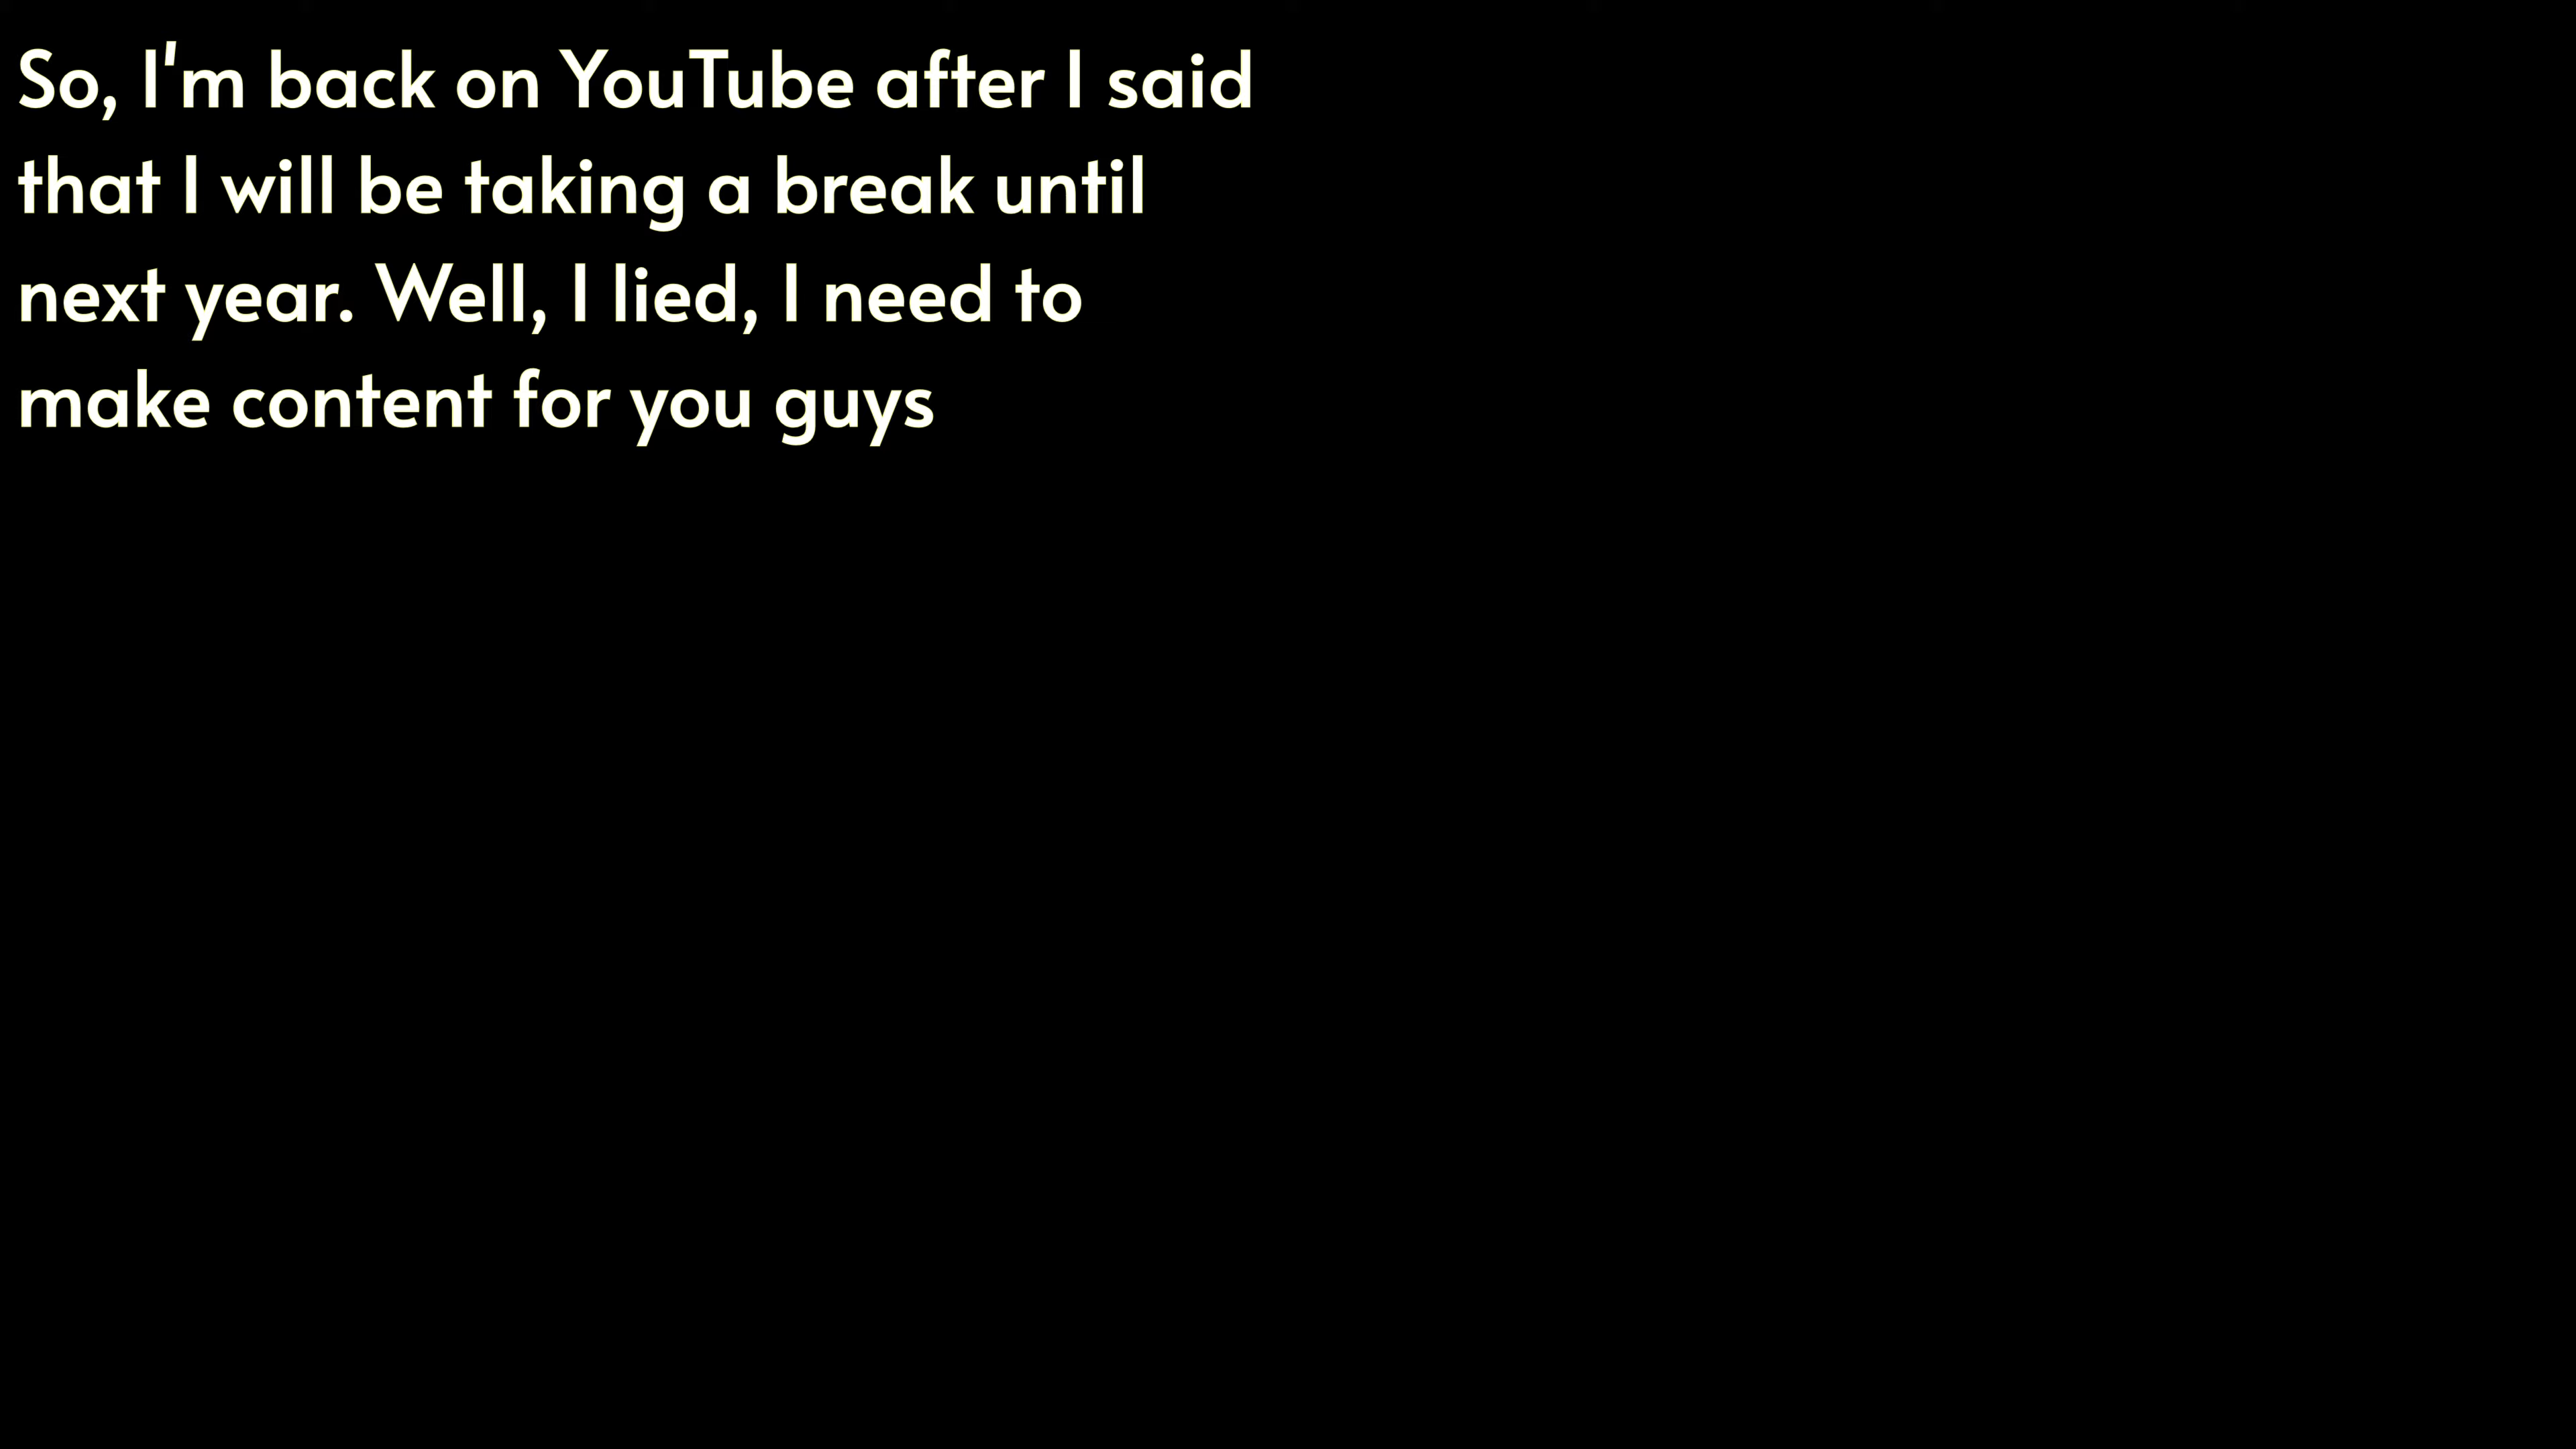 So, I'm back on YouTube after I said
that I will be taking a break until
next year. Well, I lied, I need to
make content for you guys